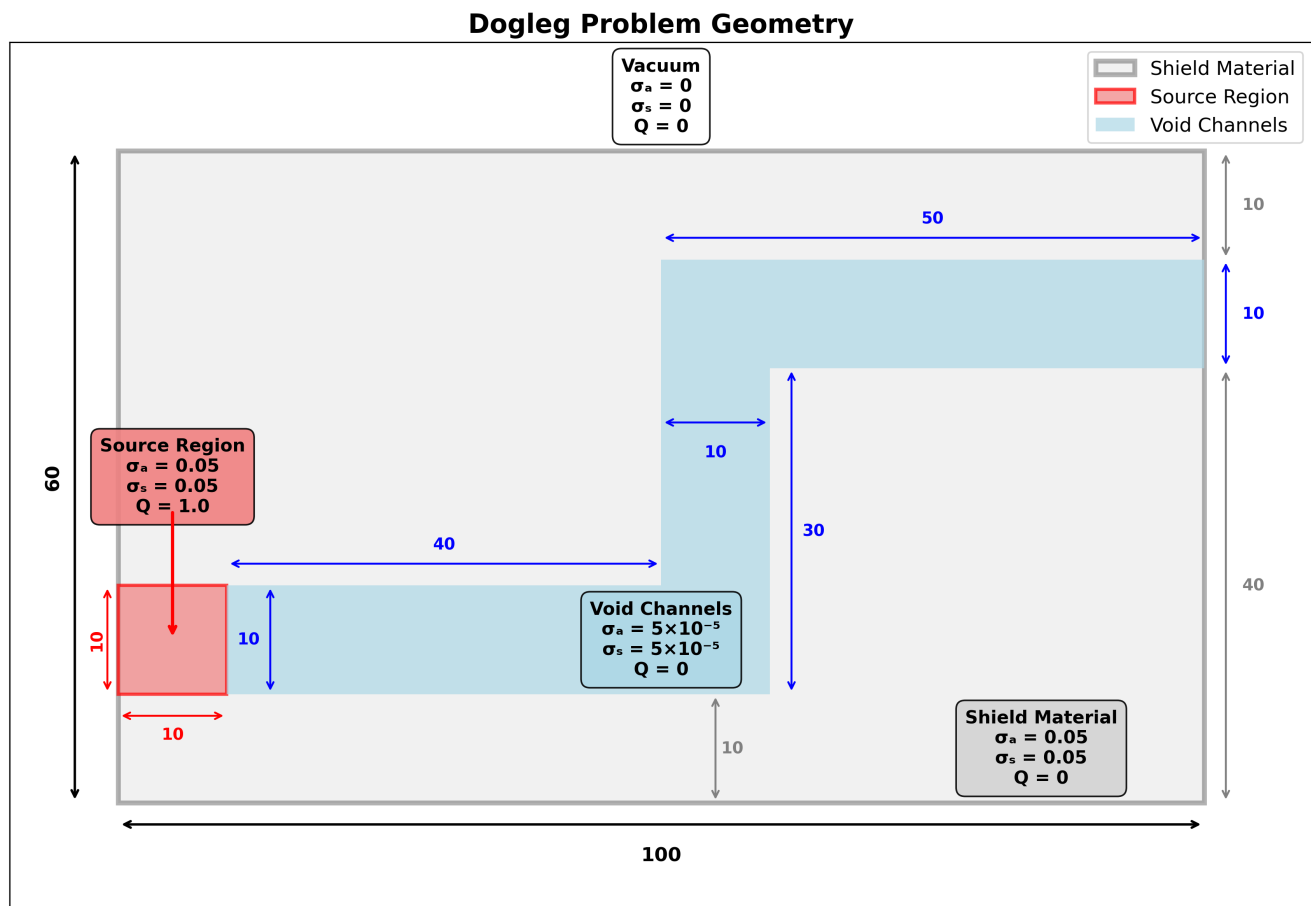 Dogleg Problem Geometry
Vacuum
σₐ = 0
σₛ = 0
Q = 0
Shield Material
Source Region
Void Channels
10
50
10
10
30
60
Source Region
σₐ = 0.05
σₛ = 0.05
Q = 1.0
40
40
10
10
Void Channels
σₐ = 5×10⁻⁵
σₛ = 5×10⁻⁵
Q = 0
10
10
Shield Material
σₐ = 0.05
σₛ = 0.05
Q = 0
100